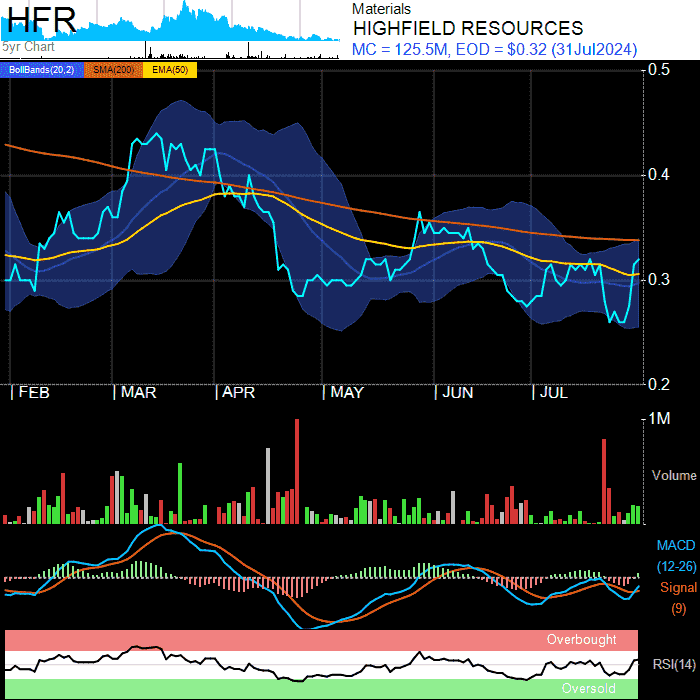 HFR
5yr Chart
Materials
HIGHFIELD RESOURCES
MC = 125.5M, EOD = $0.32 (31Jul2024)
BollBands(20,2) SMA(200) EMA(50)
0.5
0.4
0.3
0.2
FEB MAR APR MAY JUN JUL
1M
Volume
MACD
(12-26)
Signal
(9)
Overbought
RSI(14)
Oversold